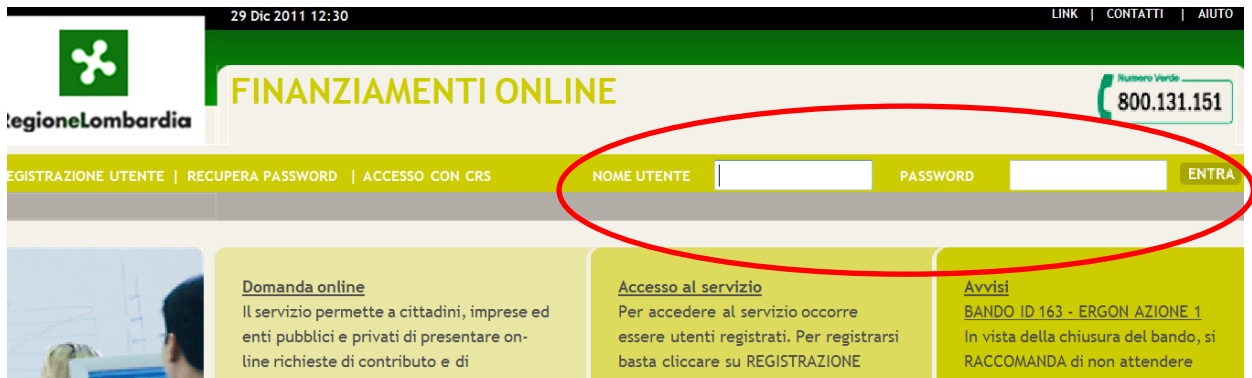 29 Dic 2011 12:30
LINK | CONTATTI | AIUTO
RegioneLombardia
FINANZIAMENTI ONLINE
Numero Verde
800.131.151
EGISTRAZIONE UTENTE | RECUPERA PASSWORD | ACCESSO CON CRS
NOME UTENTE
PASSWORD
ENTRA
Domanda online
Il servizio permette a cittadini, imprese ed
enti pubblici e privati di presentare on-
line richieste di contributo e di
Accesso al servizio
Per accedere al servizio occorre
essere utenti registrati. Per registrarsi
basta cliccare su REGISTRAZIONE
Avvisi
BANDO ID 163 - ERGON AZIONE 1
In vista della chiusura del bando, si
RACCOMANDA di non attendere